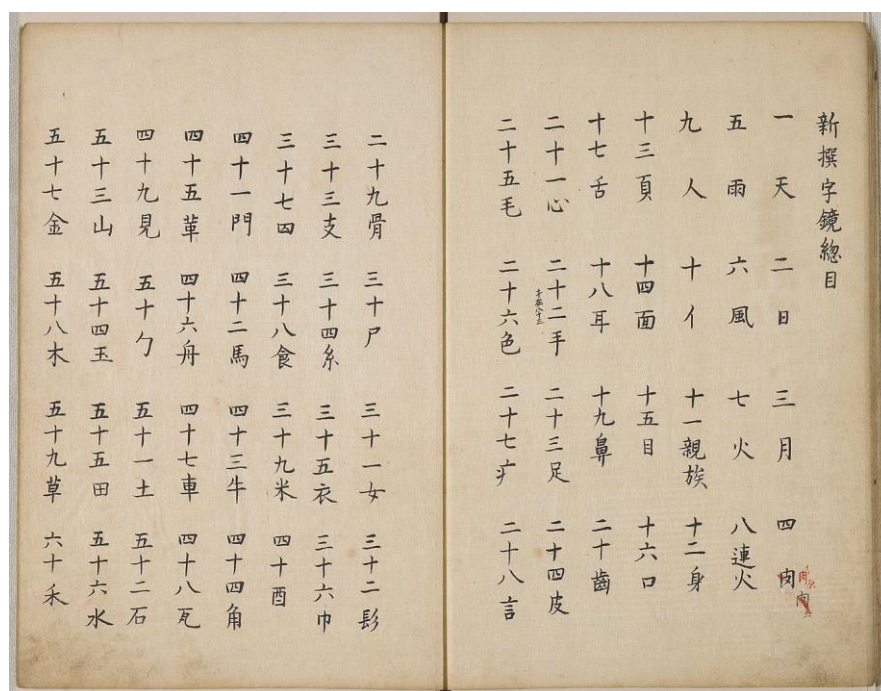 新撰字鏡緫目
一天 二日 三月 四肉
五雨 六風 七火 八連火
九人 十亻 十一親族 十二身
十三頁 十四面 十五目 十六口
十七舌 十八耳 十九鼻 二十齒
二十一心 二十二手 二十三足 二十四皮
二十五毛 二十六色 二十七疒 二十八言
二十九骨 三十尸 三十一女 三十二髟
三十三支 三十四糸 三十五衣 三十六巾
三十七四 三十八食 三十九米 四十酉
四十一門 四十二馬 四十三牛 四十四角
四十五革 四十六舟 四十七車 四十八瓦
四十九見 五十勹 五十一土 五十二石
五十三山 五十四玉 五十五田 五十六水
五十七金 五十八木 五十九草 六十禾